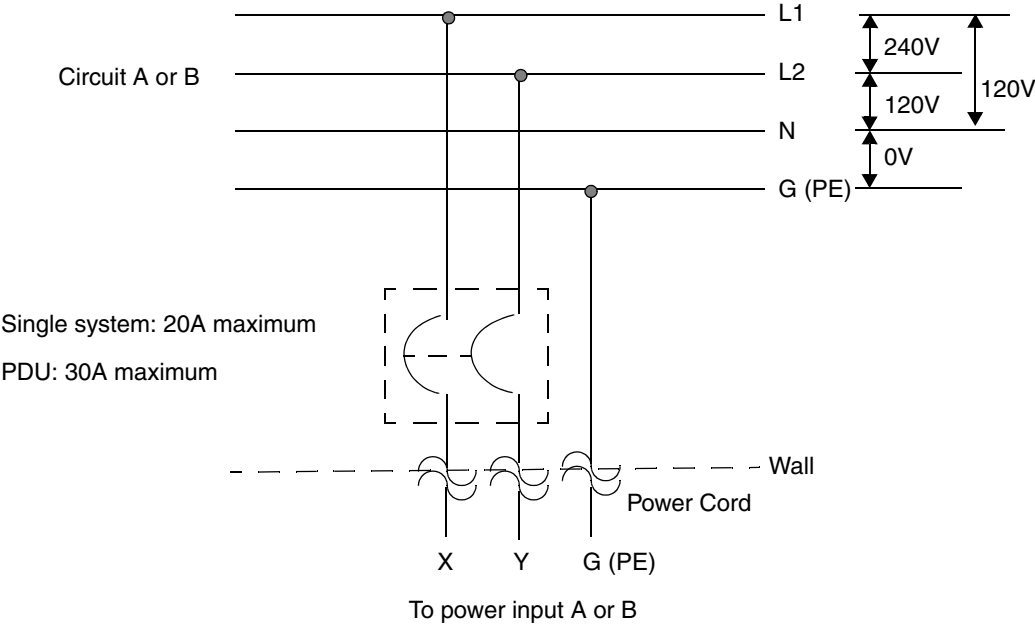 L1
240V
Circuit A or B
L2
120V
120V
N
0V
G (PE)
Single system: 20A maximum
PDU: 30A maximum
Wall
Power Cord
X
Y
G (PE)
To power input A or B